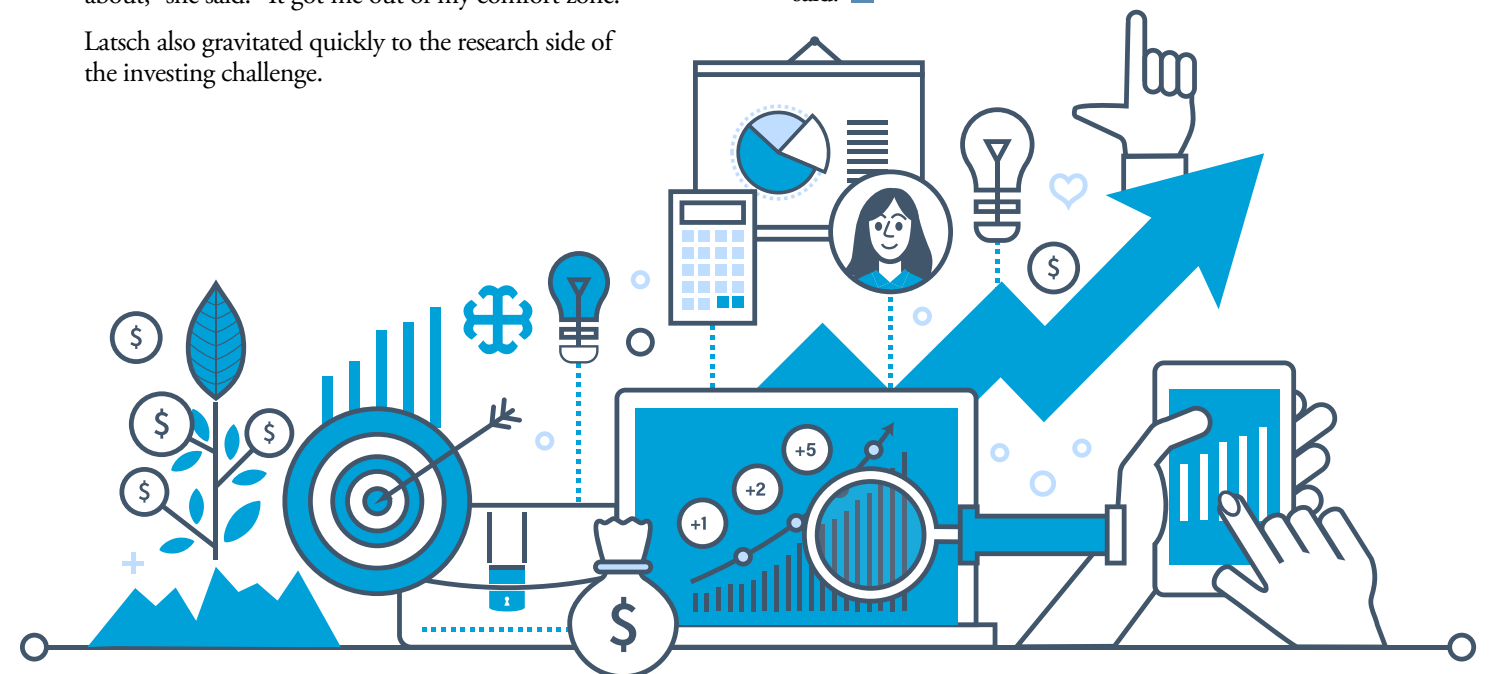 about," she said. "It got me out of my comfort zone."
said.
Latsch also gravitated quickly to the research side of
the investing challenge.
$
$
$
$
$
+5
+2
+1
$